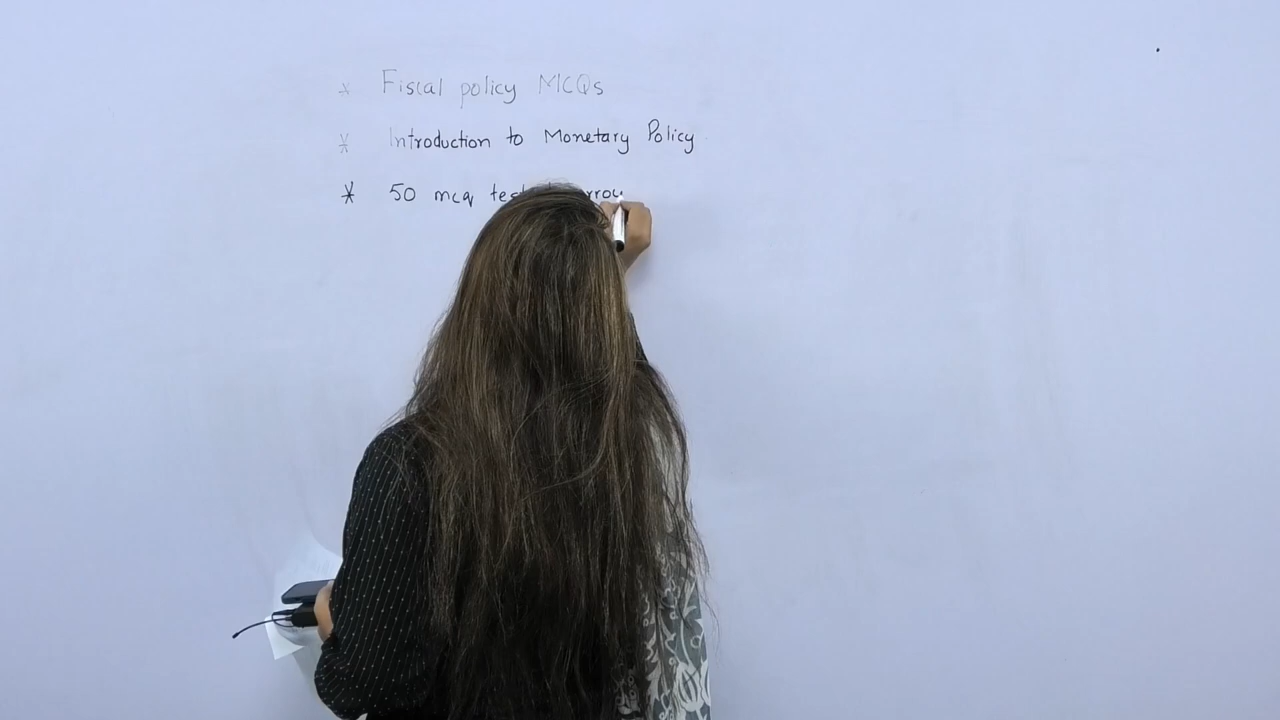 * Fiscal policy MCQs
* Introduction to Monetary Policy
* 50 mcq